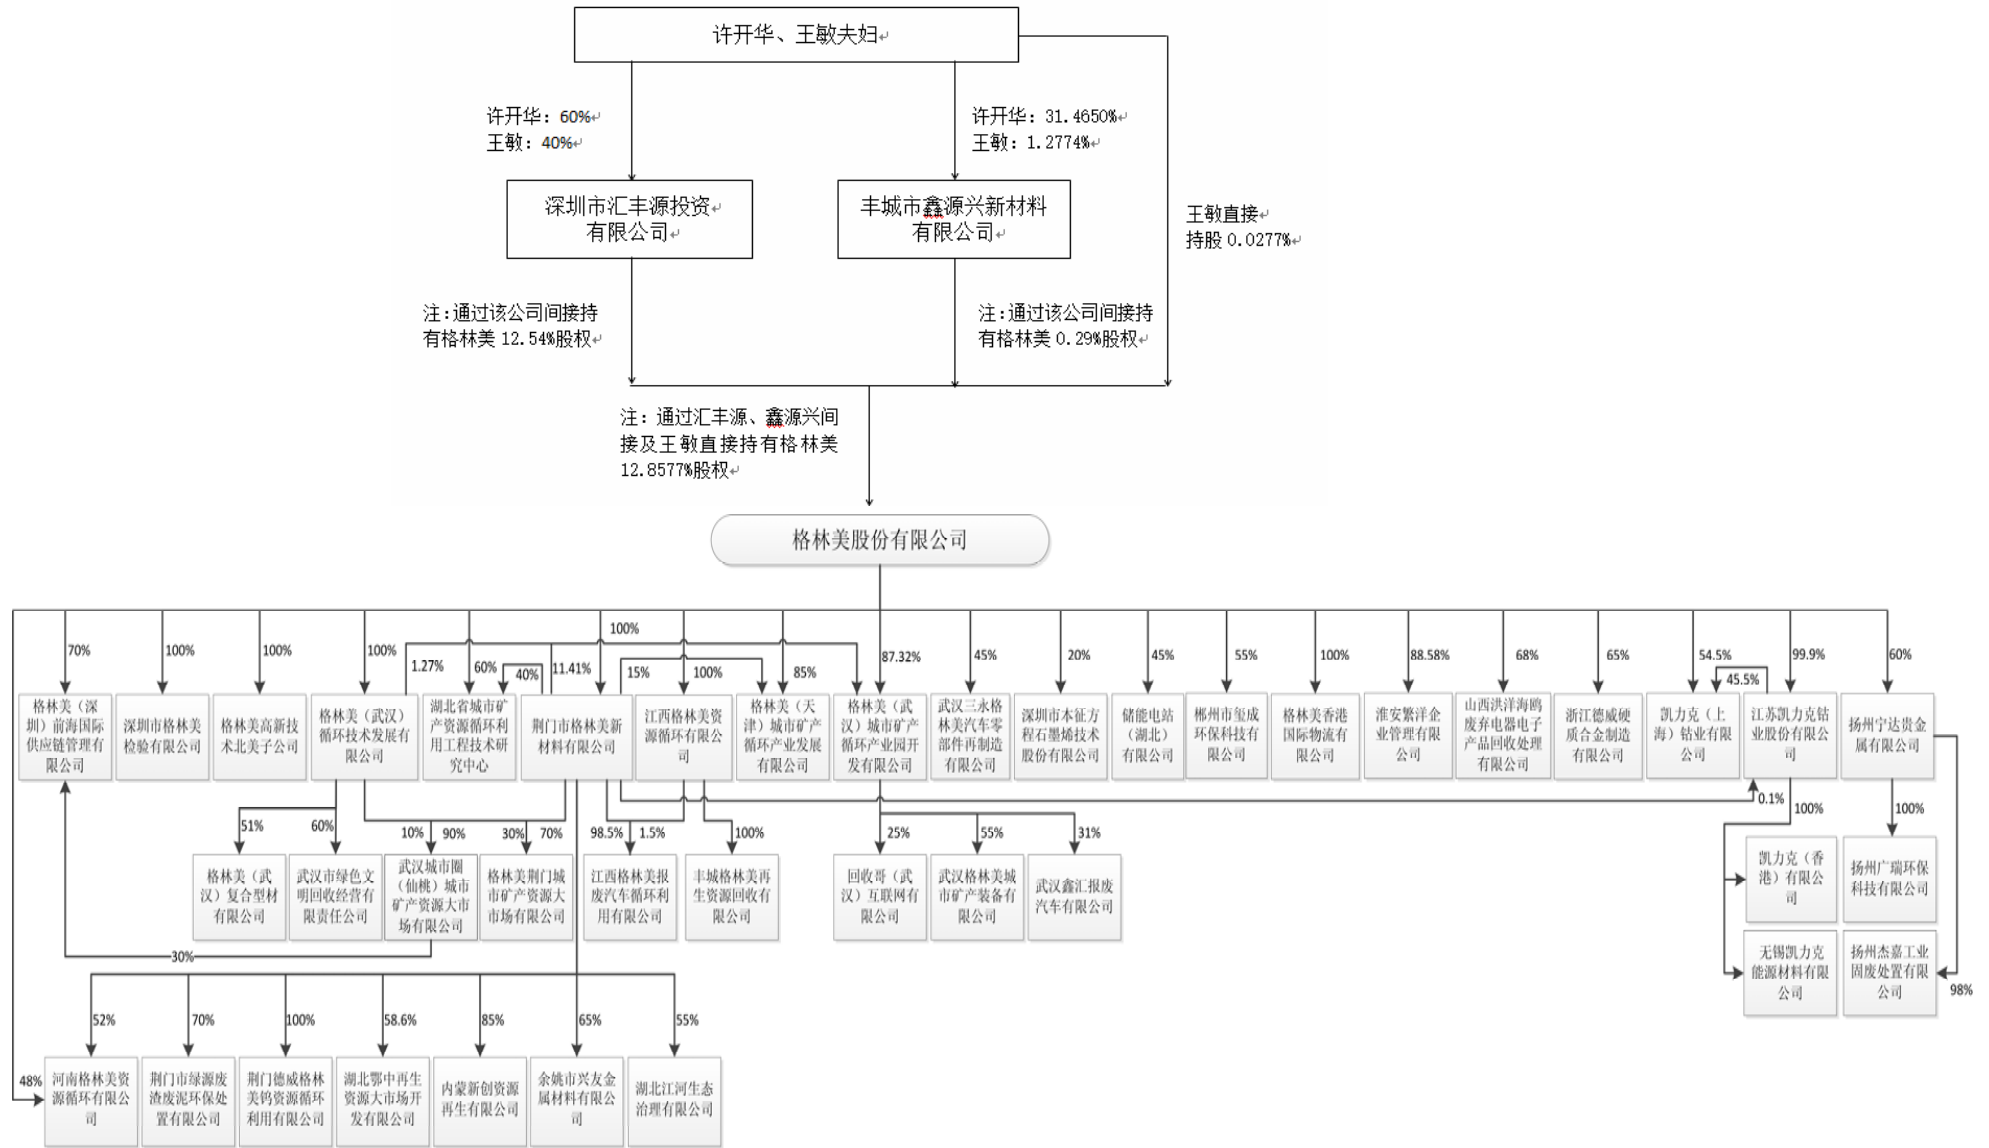 许开华、王敏夫妇
许开华：60%
王敏：40%
许开华：31.4650%
王敏：1.2774%
深圳市汇丰源投资
有限公司
丰城市鑫源兴新材料
有限公司
王敏直接
持股 0.0277%
注：通过该公司间接持
有格林美 12.54%股权
注：通过该公司间接持
有格林美 0.29%股权
注：通过汇丰源、鑫源兴间
接及王敏直接持有格林美
12.8577%股权
格林美股份有限公司
70%
100%
100%
100%
1.27%
60%
40%
11.41%
100%
15%
100%
85%
87.32%
45%
20%
45%
55%
100%
88.58%
68%
65%
54.5%
45.5%
99.9%
60%
格林美（深
圳）前海国际
供应链管理有
限公司
深圳市格林美
检验有限公司
格林美高新技
术北美子公司
格林美（武汉）
循环技术发展有
限公司
湖北省城市矿
产资源循环利
用工程技术研
究中心
荆门市格林美新
材料有限公司
江西格林美资
源循环有限公
司
格林美（天
津）城市矿产
循环产业发展
有限公司
格林美（武
汉）城市矿产
循环产业园开
发有限公司
武汉三永格
林美汽车零
部件再制造
有限公司
深圳市本征方
程石墨烯技术
股份有限公司
储能电站
（湖北）
有限公司
郴州市玺成
环保科技有
限公司
格林美香港
国际物流有
限公司
淮安繁洋企
业管理有限
公司
山西洪洋海鸥
废弃电器电子
产品回收处理
有限公司
浙江德威硬
质合金制造
有限公司
凯力克（上
海）钴业有限
公司
江苏凯力克钴
业股份有限公
司
扬州宁达贵金
属有限公司
0.1%
100%
100%
51%
60%
10%
90%
30%
70%
98.5%
1.5%
100%
25%
55%
31%
格林美（武
汉）复合型材
有限公司
武汉市绿色文
明回收经营有
限责任公司
武汉城市圈
（仙桃）城市
矿产资源大市
场有限公司
格林美荆门城
市矿产资源大
市场有限公司
江西格林美报
废汽车循环利
用有限公司
丰城格林美再
生资源回收有
限公司
回收哥（武
汉）互联网有
限公司
武汉格林美城
市矿产装备有
限公司
武汉鑫汇报废
汽车有限公司
凯力克（香
港）有限公
司
扬州广瑞环保
科技有限公司
30%
无锡凯力克
能源材料有限
公司
扬州杰嘉工业
固废处置有限
公司
98%
52%
70%
100%
58.6%
85%
65%
55%
48%
河南格林美资
源循环有限公
司
荆门市绿源废
渣废泥环保处
置有限公司
荆门德威格林
美钨资源循环
利用有限公司
湖北鄂中再生
资源大市场开
发有限公司
内蒙新创资源
再生有限公司
余姚市兴友金
属材料有限公
司
湖北江河生态
治理有限公司